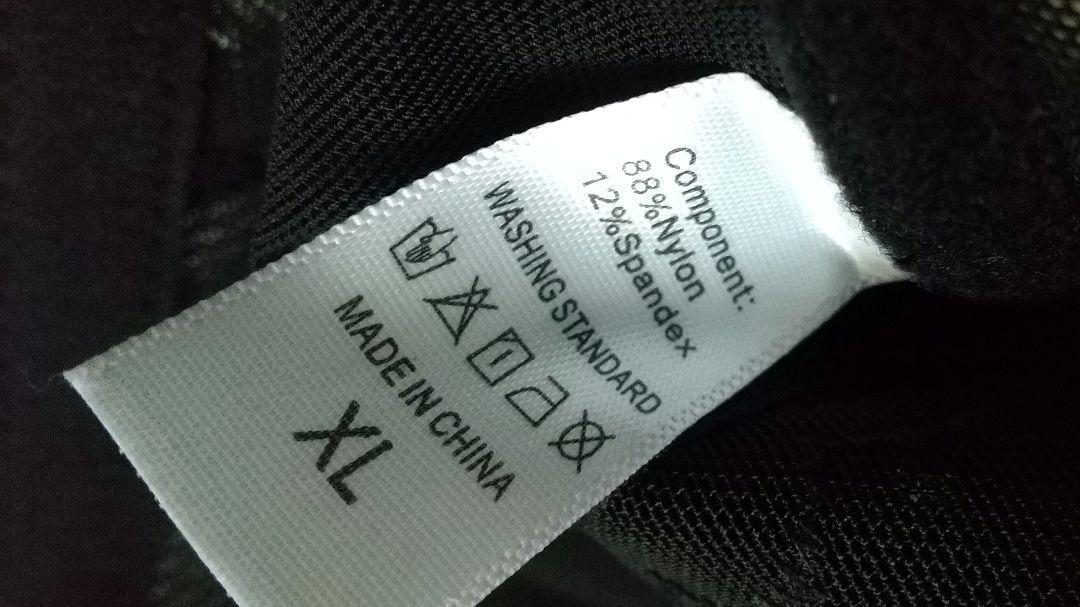 Component:
88%Nylon
12%Spandex
WASHING STANDARD
MADE IN CHINA
XL